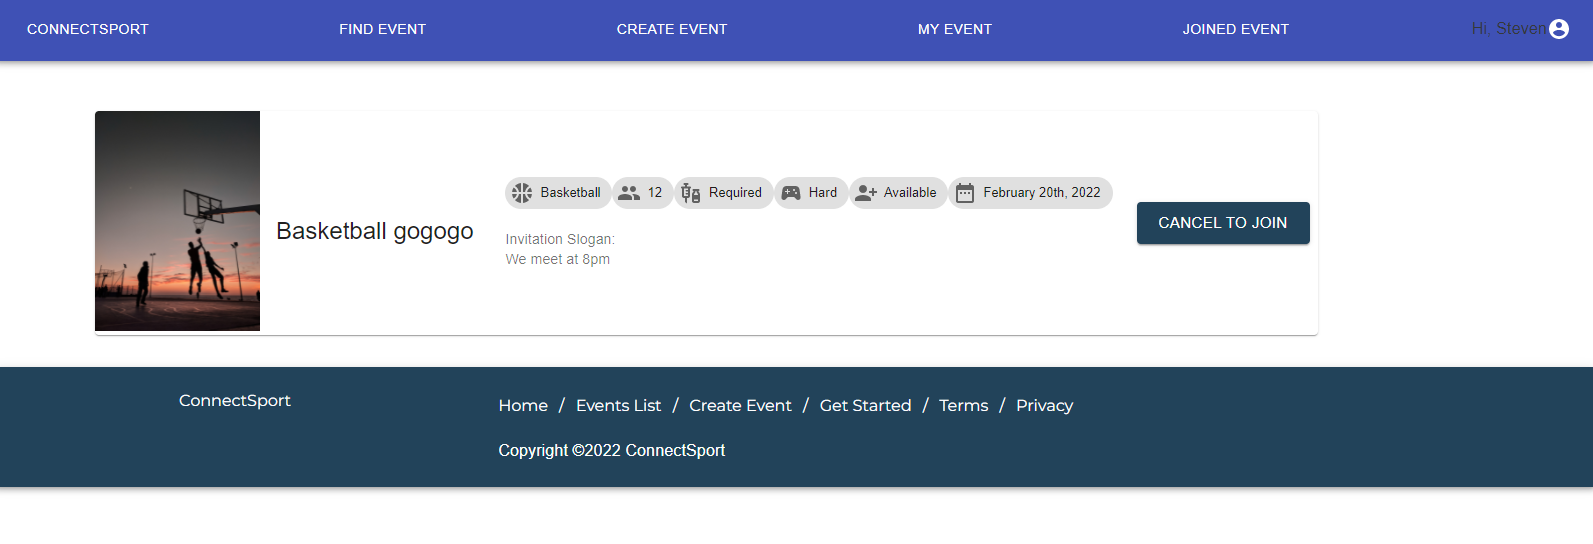 CONNECTSPORT FIND EVENT CREATE EVENT MY EVENT JOINED EVENT Hi, Steven
Basketball 12 Required Hard Available February 20th, 2022
CANCEL TO JOIN
Basketball gogogo
Invitation Slogan:
We meet at 8pm
ConnectSport
Home / Events List / Create Event / Get Started / Terms / Privacy
Copyright ©2022 ConnectSport